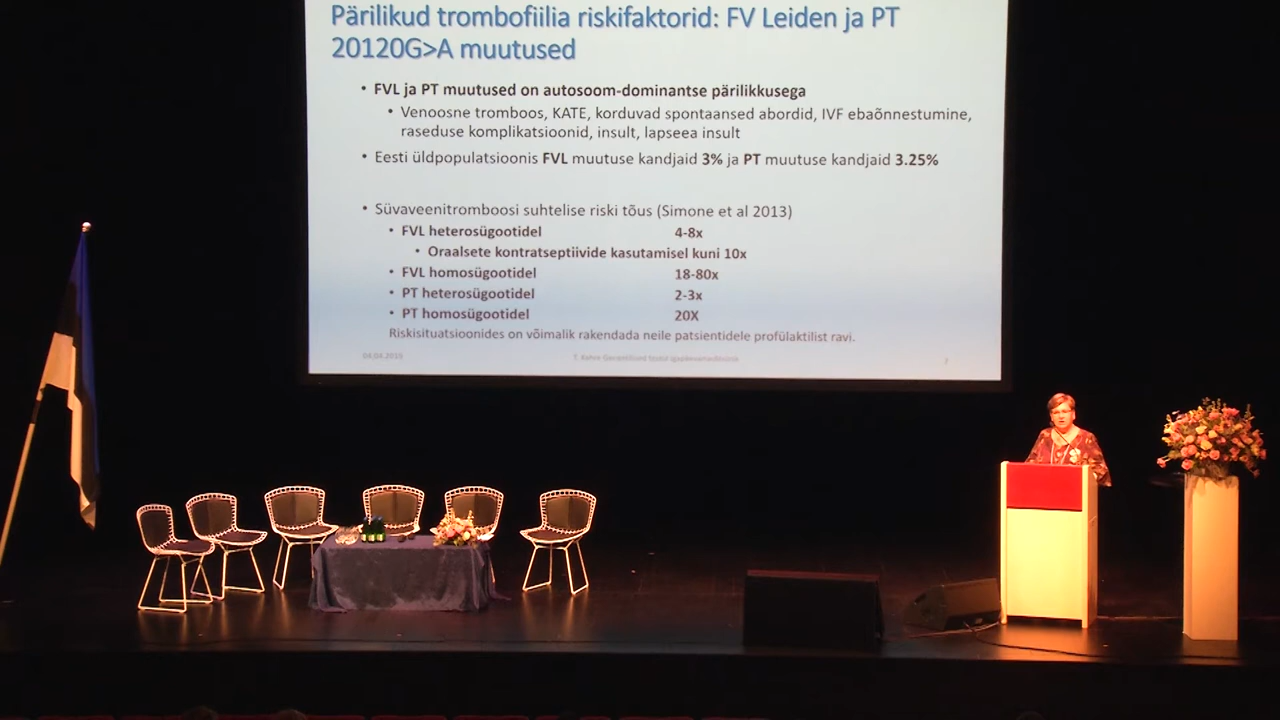 Pärilikud trombofiilia riskifaktorid: FV Leiden ja PT
20120G>A muutused
• FVL ja PT muutused on autosoom-dominantse pärilikkusega
• Venoosne tromboos, KATE, korduvad spontaansed abordid, IVF ebaõnnestumine,
raseduse komplikatsioonid, insult, lapseea insult
• Eesti üldpopulatsioonis FVL muutuse kandjaid 3% ja PT muutuse kandjaid 3.25%
• Süvaveenitromboosi suhtelise riski tõus (Simone et al 2013)
• FVL heterosügootidel 4-8x
• Oraalsete kontratseptiivide kasutamisel kuni 10x
• FVL homosügootidel 18-80x
• PT heterosügootidel 2-3x
• PT homosügootidel 20X
Riskisituatsioonides on võimalik rakendada neile patsientidele profülaktilist ravi.